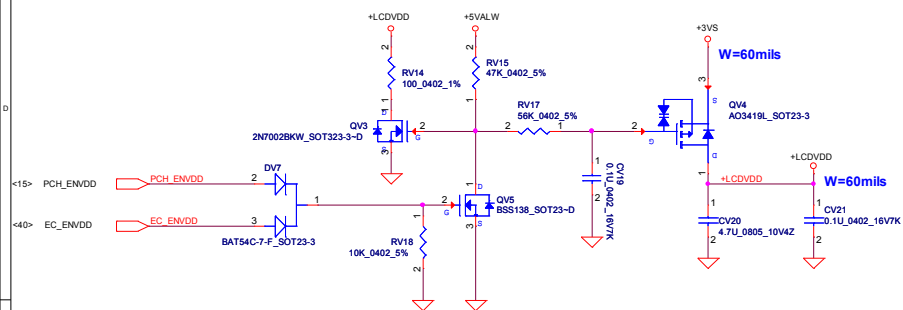 +LCDVDD
+5VALW
+3VS
W=60mils
2
2
RV14
100_0402_1%
RV15
47K_0402_5%
3
S
1
D
1
RV17
56K_0402_5%
QV4
AO3419L_SOT23-3
D
QV3
2N7002BKW_SOT323-3~D
2
G
2
1
2
G
S
3
G
1
+LCDVDD
DV7
CV19
0.1U_0402_16V7K
1
2
<15>
PCH_ENVDD
PCH_ENVDD
2
1
D
+LCDVDD
W=60mils
1
2
G
QV5
BSS138_SOT23~D
S
3
<40>
EC_ENVDD
EC_ENVDD
3
BAT54C-7-F_SOT23-3
1
RV18
10K_0402_5%
2
1
CV20
4.7U_0805_10V4Z
2
1
CV21
0.1U_0402_16V7K
2